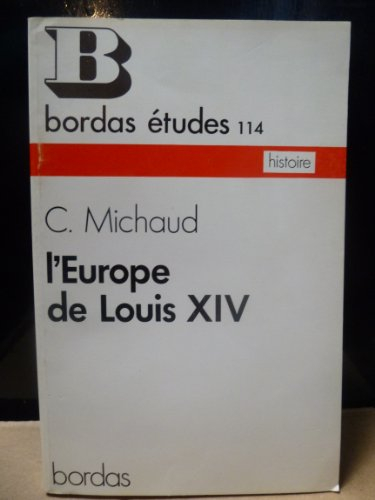 B
bordas études 114
histoire
C. Michaud
l'Europe
de Louis XIV
bordas